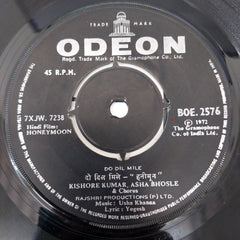 TRADE MARK
ODEON
Regd. Trade Mark of The Gramophone Co., Ltd.
45 R.P.M.
7XJW. 7238
Hindi Film:
HONEYMOON
BOE. 2576
℗ 1972
The Gramophone
Co. of India Ltd.
DO DIL MILE
दो दिल मिले - "हनीमून"
KISHORE KUMAR, ASHA BHOSLE
& Chorus
RAJSHRI PRODUCTIONS (P) LTD.
Music: Usha Khanna
Lyric: Yogesh